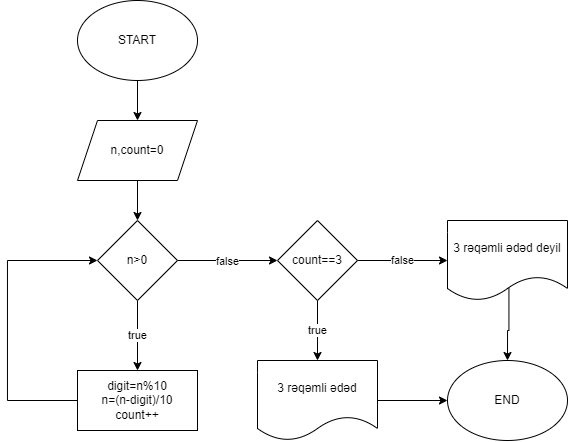 START
n,count=0
n>0
false
count==3
false
3 rəqəmli ədəd deyil
true
true
digit=n%10
n=(n-digit)/10
count++
3 rəqəmli ədəd
END